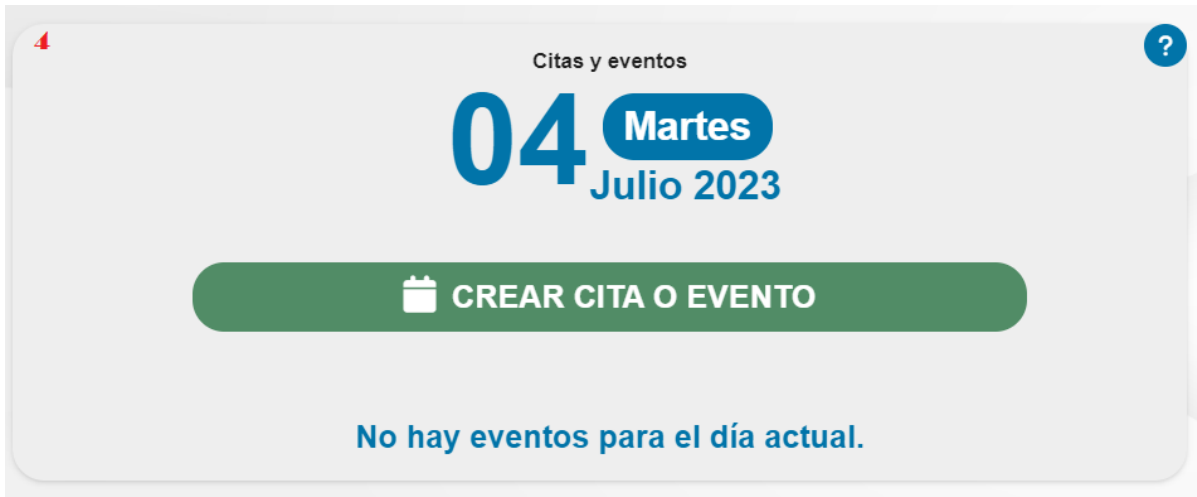 4
?
Citas y eventos
04
Martes
Julio 2023
CREAR CITA O EVENTO
No hay eventos para el día actual.